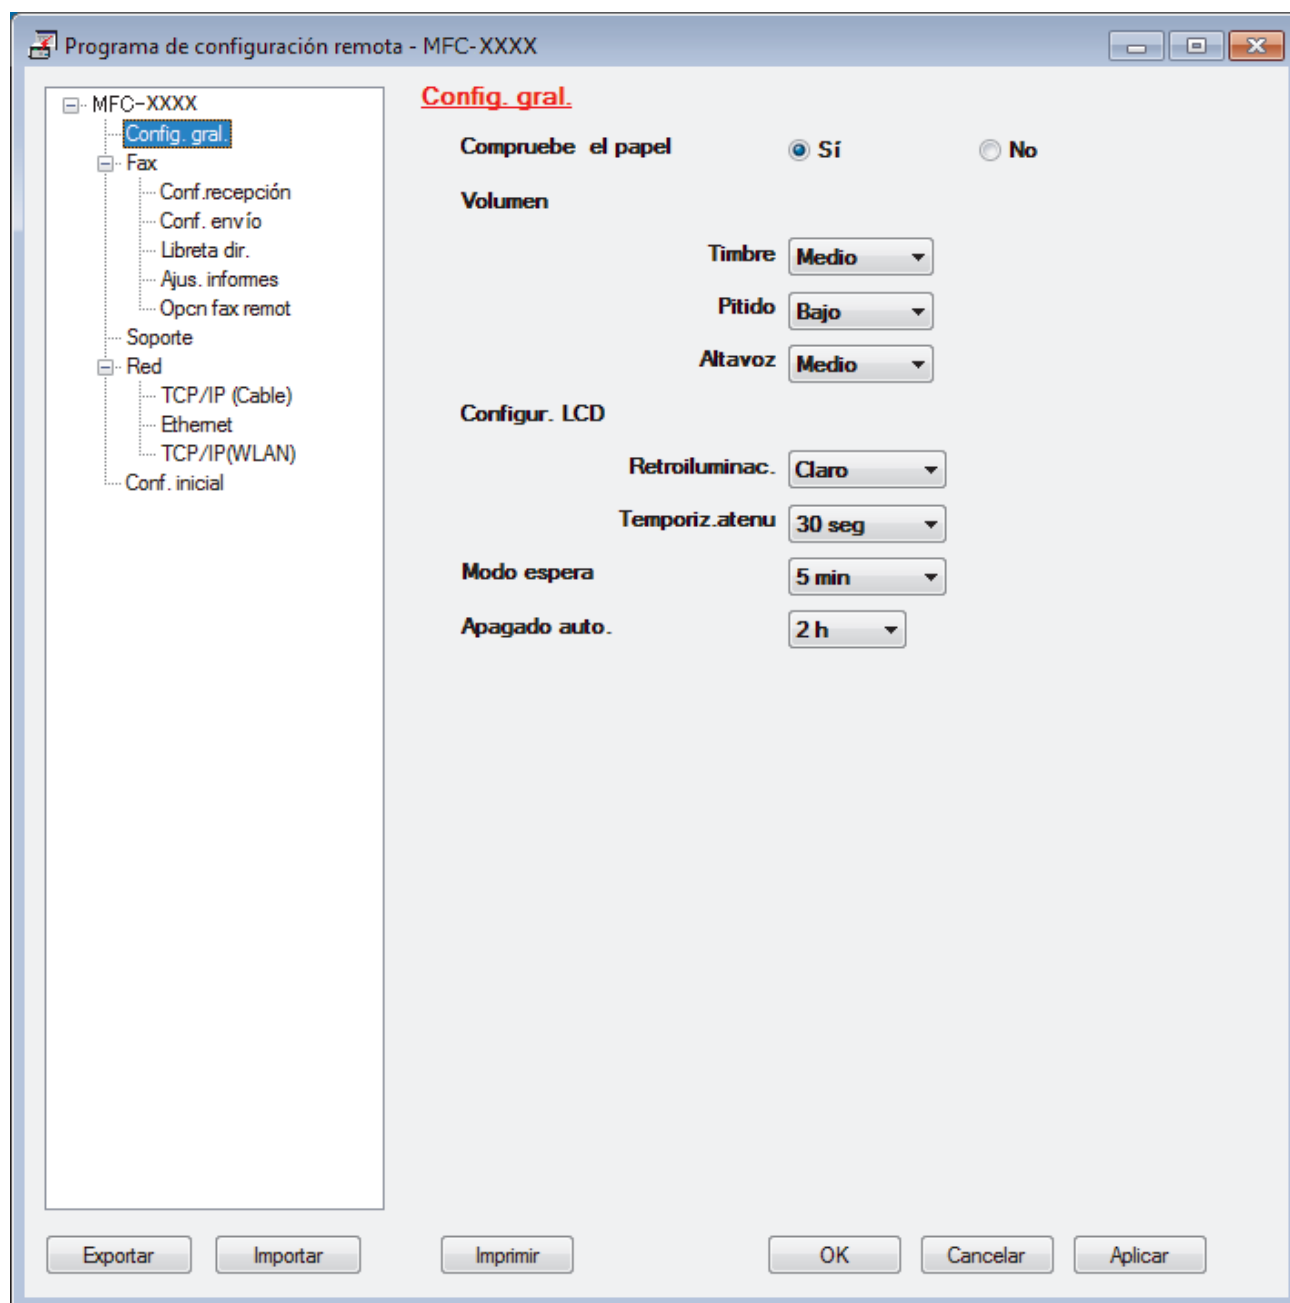 Programa de configuración remota - MFC-XXXX
MFC-XXXX
Config. gral.
Fax
Conf.recepción
Conf. envío
Libreta dir.
Ajus. informes
Opcn fax remot
Soporte
Red
TCP/IP (Cable)
Ethernet
TCP/IP(WLAN)
Conf. inicial
Config. gral.
Compruebe el papel Sí No
Volumen
Timbre Medio
Pitido Bajo
Altavoz Medio
Configur. LCD
Retroiluminac. Claro
Temporiz.atenu 30 seg
Modo espera 5 min
Apagado auto. 2 h
Exportar Importar Imprimir OK Cancelar Aplicar